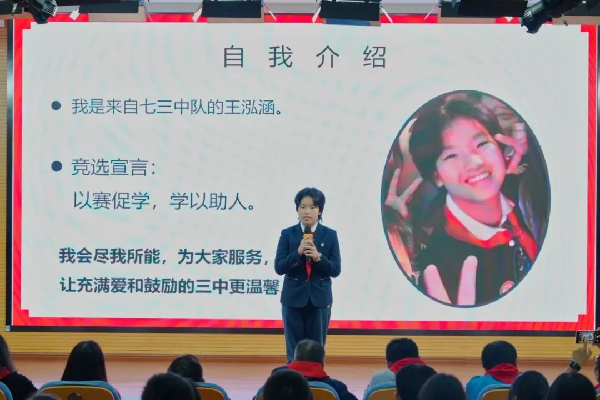 自我介绍
我是来自七三中队的王泓涵。
竞选宣言：
以赛促学，学以助人。
我会尽我所能，为大家服务，
让充满爱和鼓励的三中更温馨